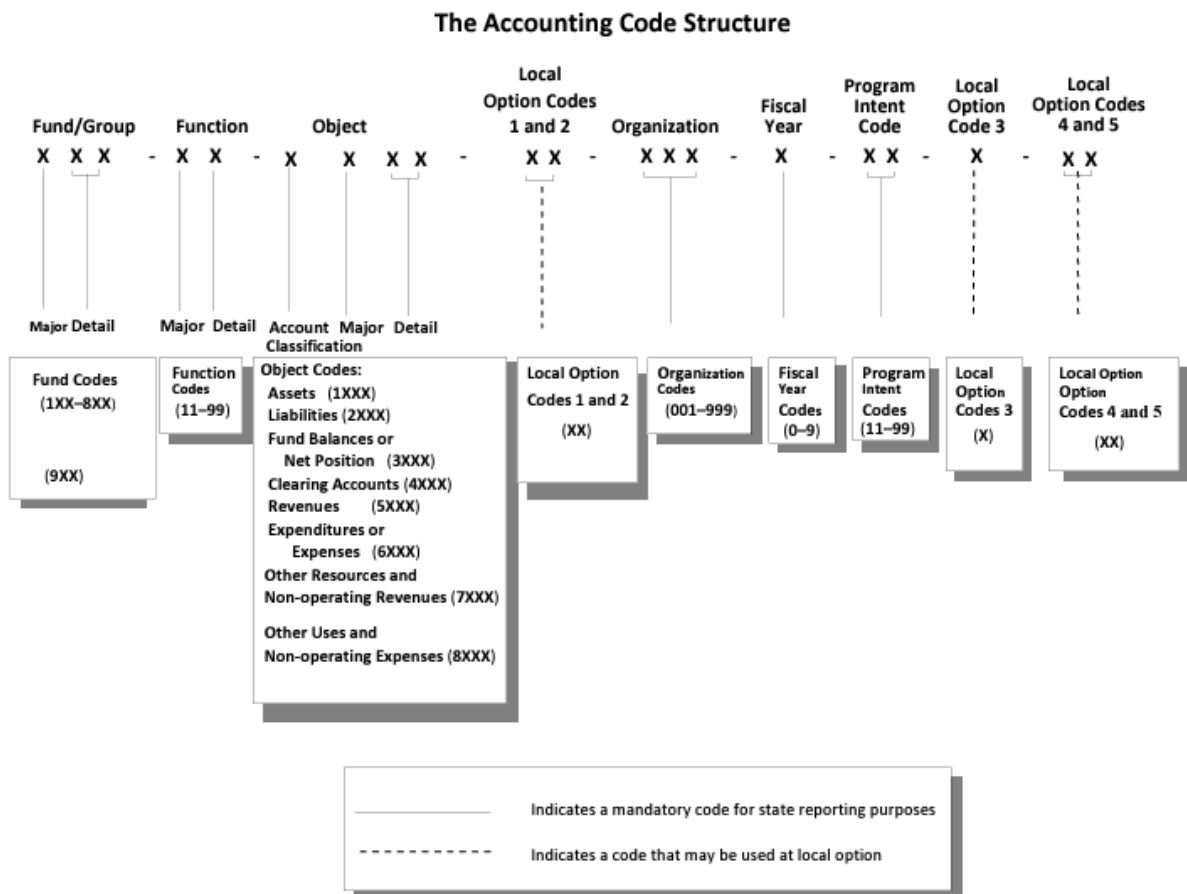 The Accounting Code Structure
Fund/Group
Function
Object
Local
Option Codes
1 and 2
Organization
Fiscal
Year
Program
Intent
Code
Local
Option
Code 3
Local
Option Codes
4 and 5
X X X - X X - X X X X - X X - X X X - X - X X - X - X X
Major Detail
Major Detail
Account Major Detail
Classification
Fund Codes
(1XX–8XX)
(9XX)
Function
Codes
(11–99)
Object Codes:
Assets (1XXX)
Liabilities (2XXX)
Fund Balances or
Net Position (3XXX)
Clearing Accounts (4XXX)
Revenues (5XXX)
Expenditures or
Expenses (6XXX)
Other Resources and
Non-operating Revenues (7XXX)
Other Uses and
Non-operating Expenses (8XXX)
Local Option
Codes 1 and 2
(XX)
Organization
Codes
(001–999)
Fiscal
Year
Codes
(0–9)
Program
Intent
Codes
(11–99)
Local
Option
Codes 3
(X)
Local Option
Option
Codes 4 and 5
(XX)
Indicates a mandatory code for state reporting purposes
Indicates a code that may be used at local option